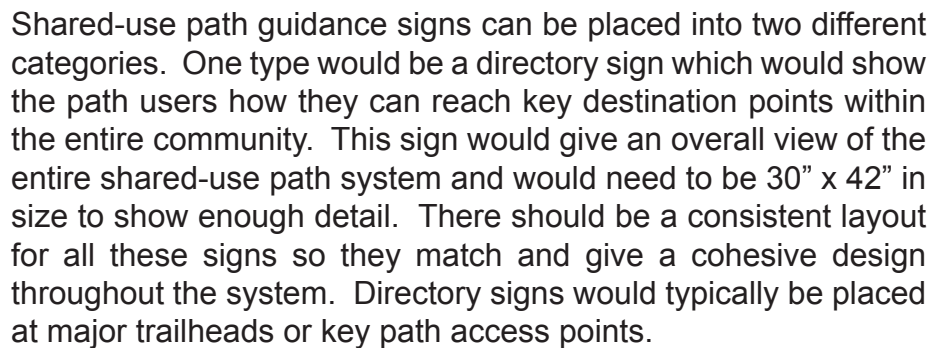 Shared-use path guidance signs can be placed into two different
categories.  One type would be a directory sign which would show
the path users how they can reach key destination points within
the entire community.  This sign would give an overall view of the
entire shared-use path system and would need to be 30” x 42” in
size to show enough detail.  There should be a consistent layout
for all these signs so they match and give a cohesive design
throughout the system.  Directory signs would typically be placed
at major trailheads or key path access points.